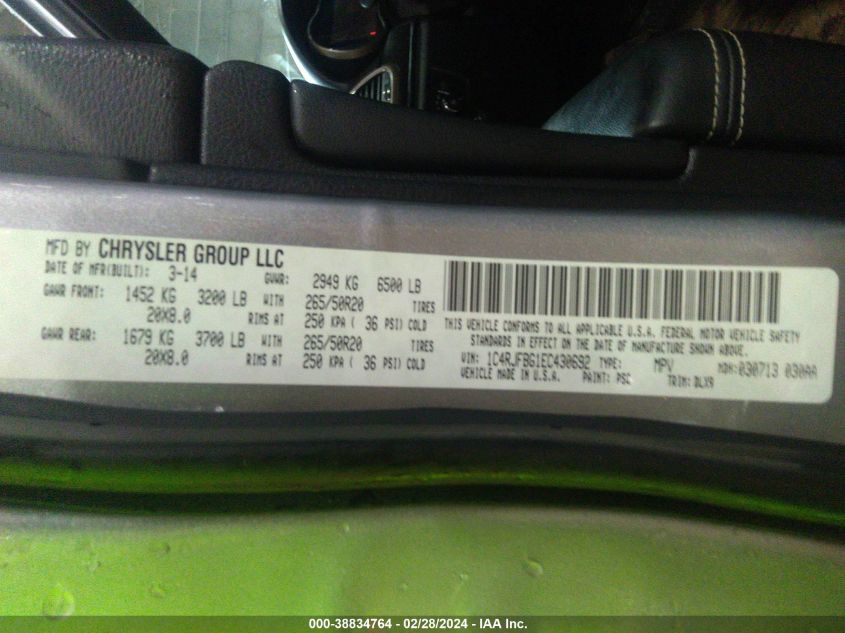 MFD BY CHRYSLER GROUP LLC
DATE OF MFR(BUILT): 3-14 GVWR: 2949 KG 6500 LB
GAWR FRONT: 1452 KG 3200 LB WITH 265/50R20 TIRES
20X8.0 RIMS AT 250 KPA ( 36 PSI) COLD
GAWR REAR: 1679 KG 3700 LB WITH 265/50R20 TIRES
20X8.0 RIMS AT 250 KPA ( 36 PSI) COLD
THIS VEHICLE CONFORMS TO ALL APPLICABLE U.S.A. FEDERAL MOTOR VEHICLE SAFETY
STANDARDS IN EFFECT ON THE DATE OF MANUFACTURE SHOWN ABOVE.
VIN: 1C4RJFBG1EC430692 TYPE: MPV MDH: 030713 030AA
VEHICLE MADE IN U.S.A. PAINT: PSC TRIM: DLX9
000-38834764 - 02/28/2024 - IAA Inc.